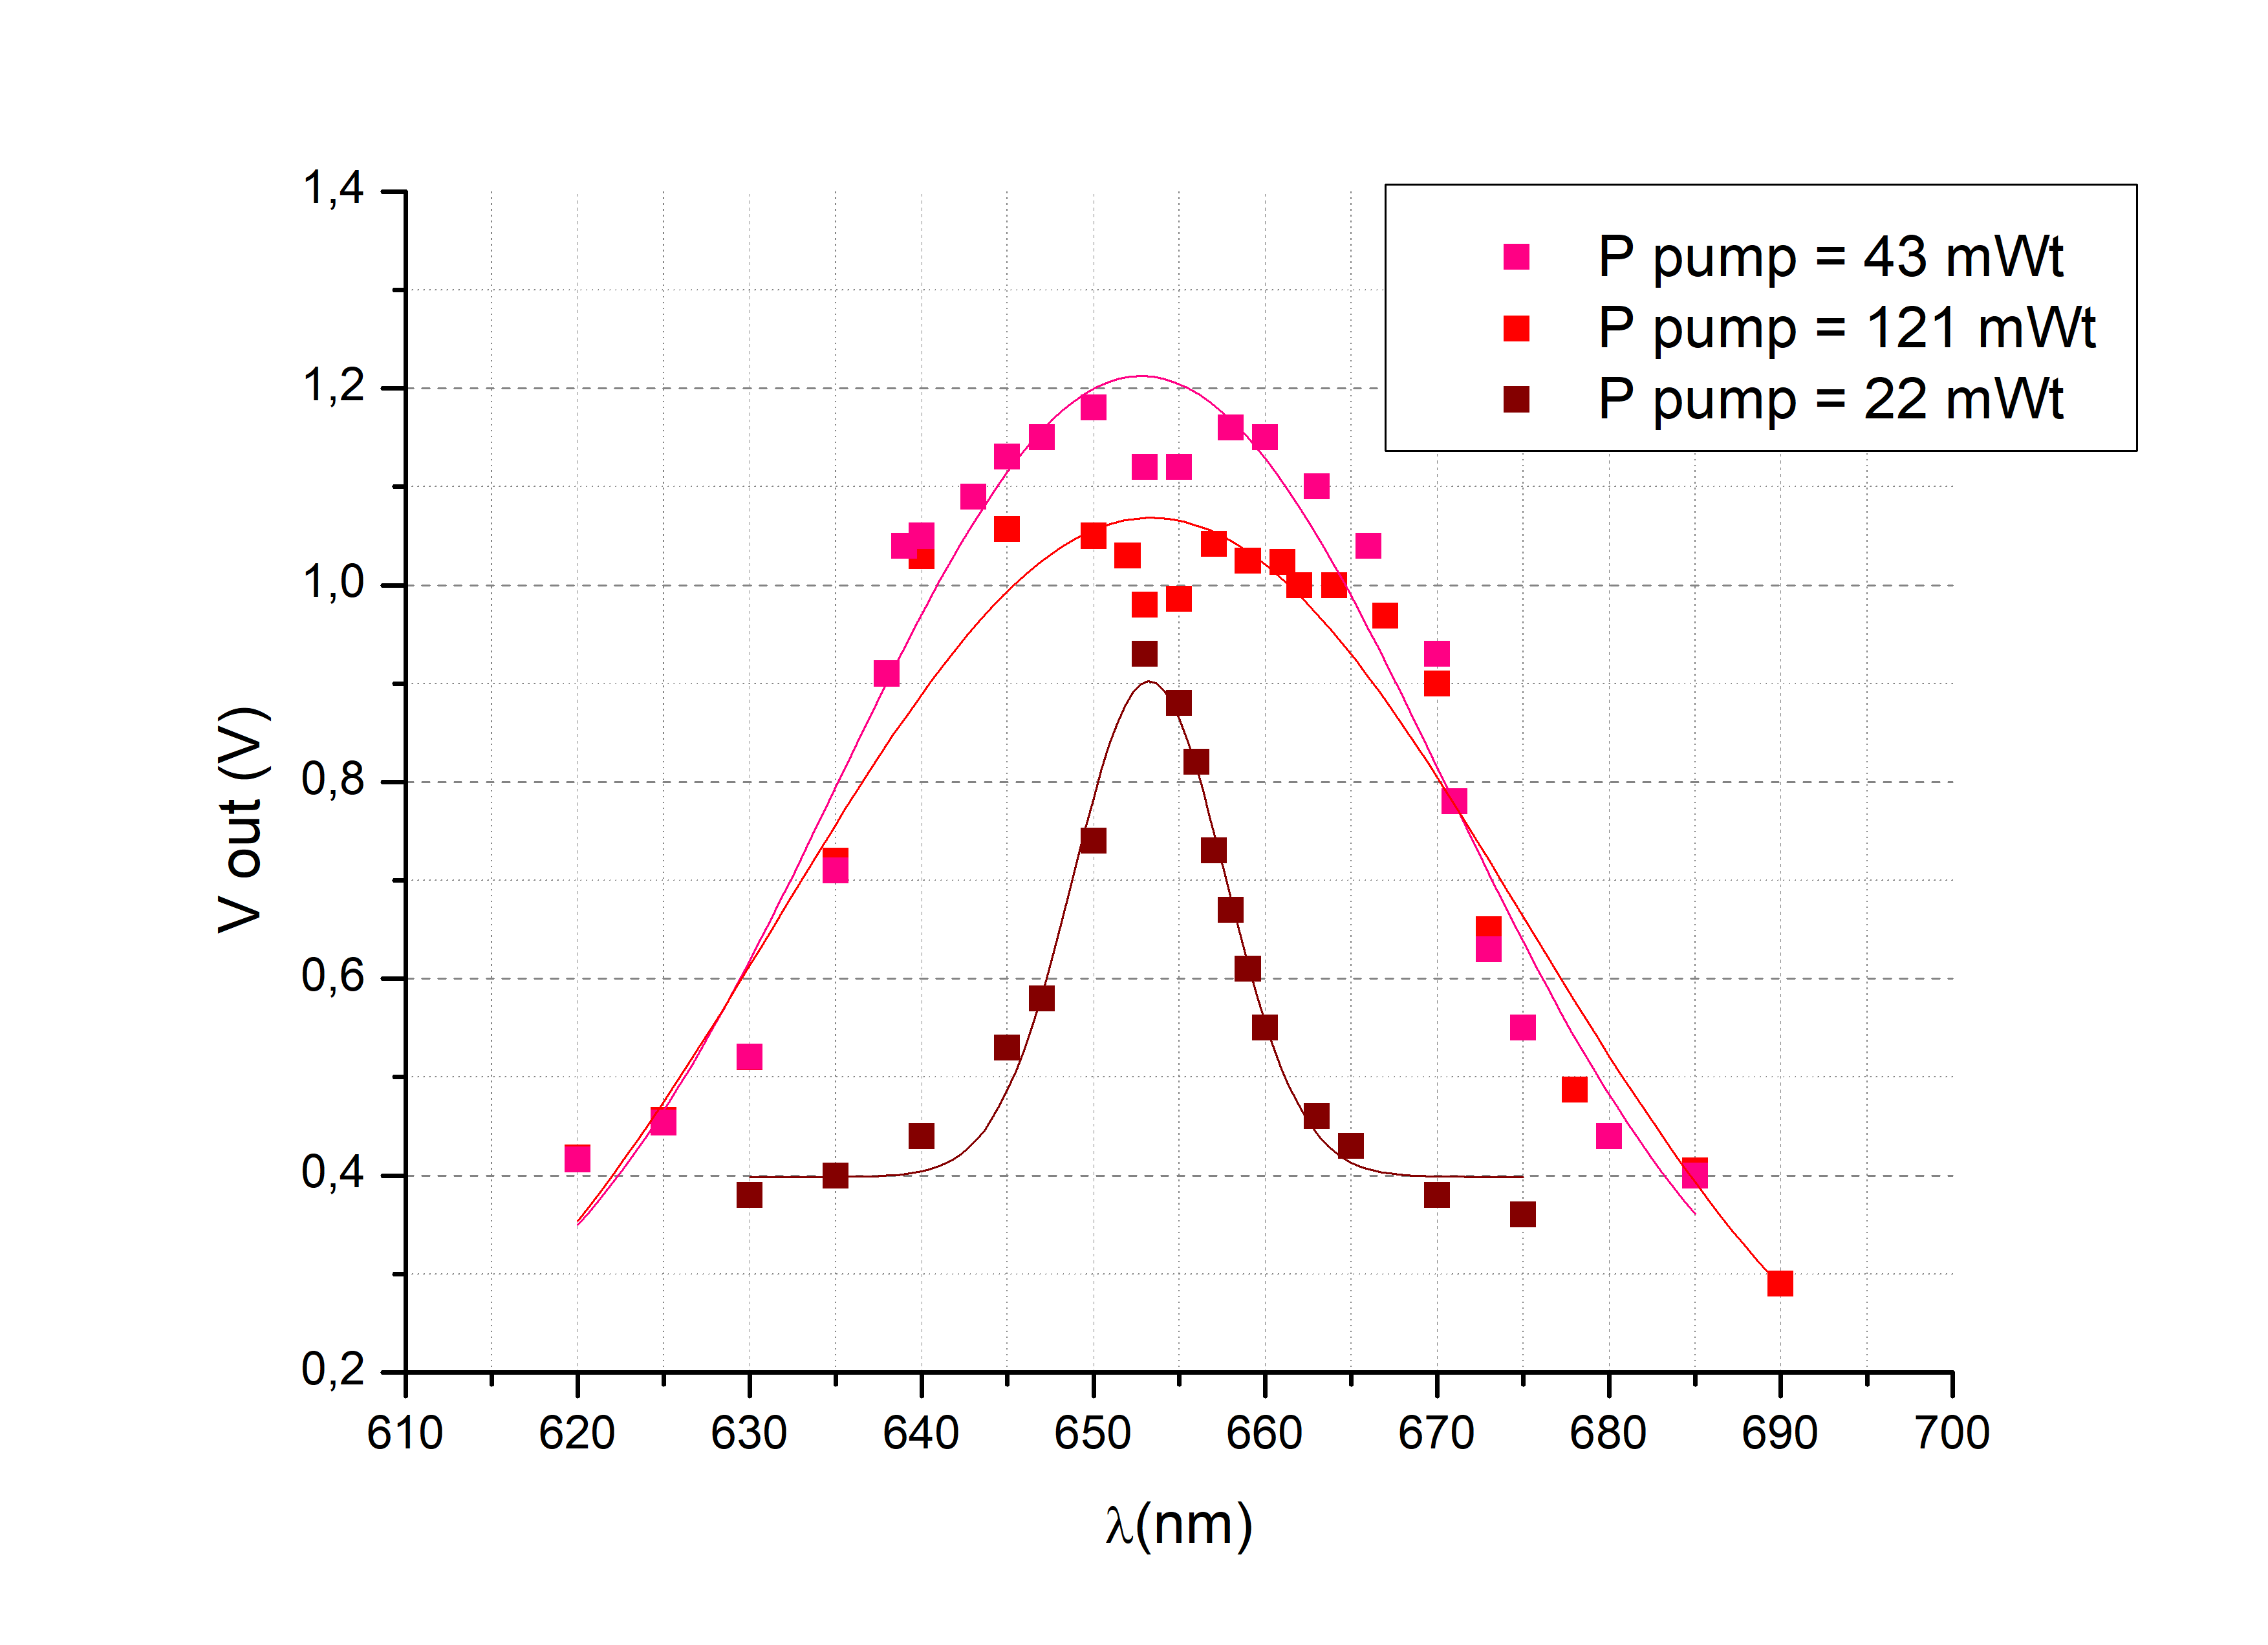 1,4
1,2
1,0
0,8
0,6
0,4
0,2
V out (V)
P pump = 43 mWt
P pump = 121 mWt
P pump = 22 mWt
610 620 630 640 650 660 670 680 690 700
λ(nm)